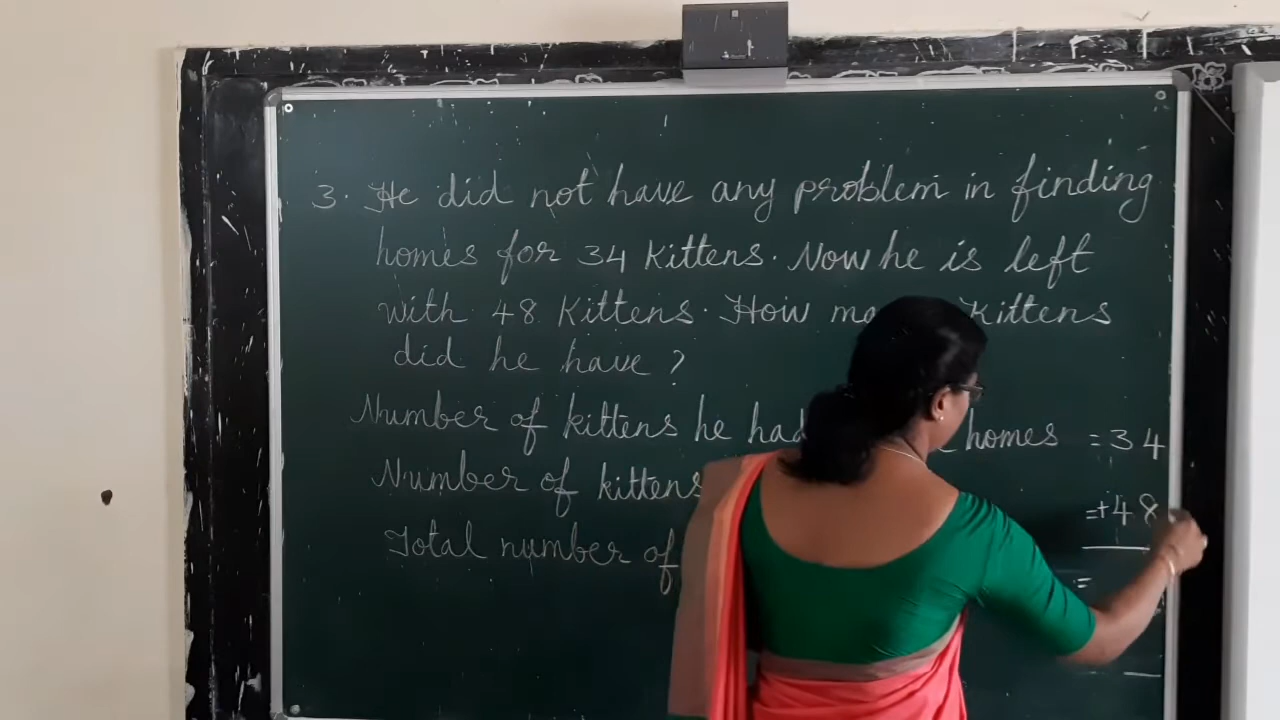 3. He did not have any problem in finding
homes for 34 Kittens. Now he is left
with 48 Kittens. How Kittens
did he have?
Number of kittens he had homes = 34
Number of kittens =+48
Total number of =